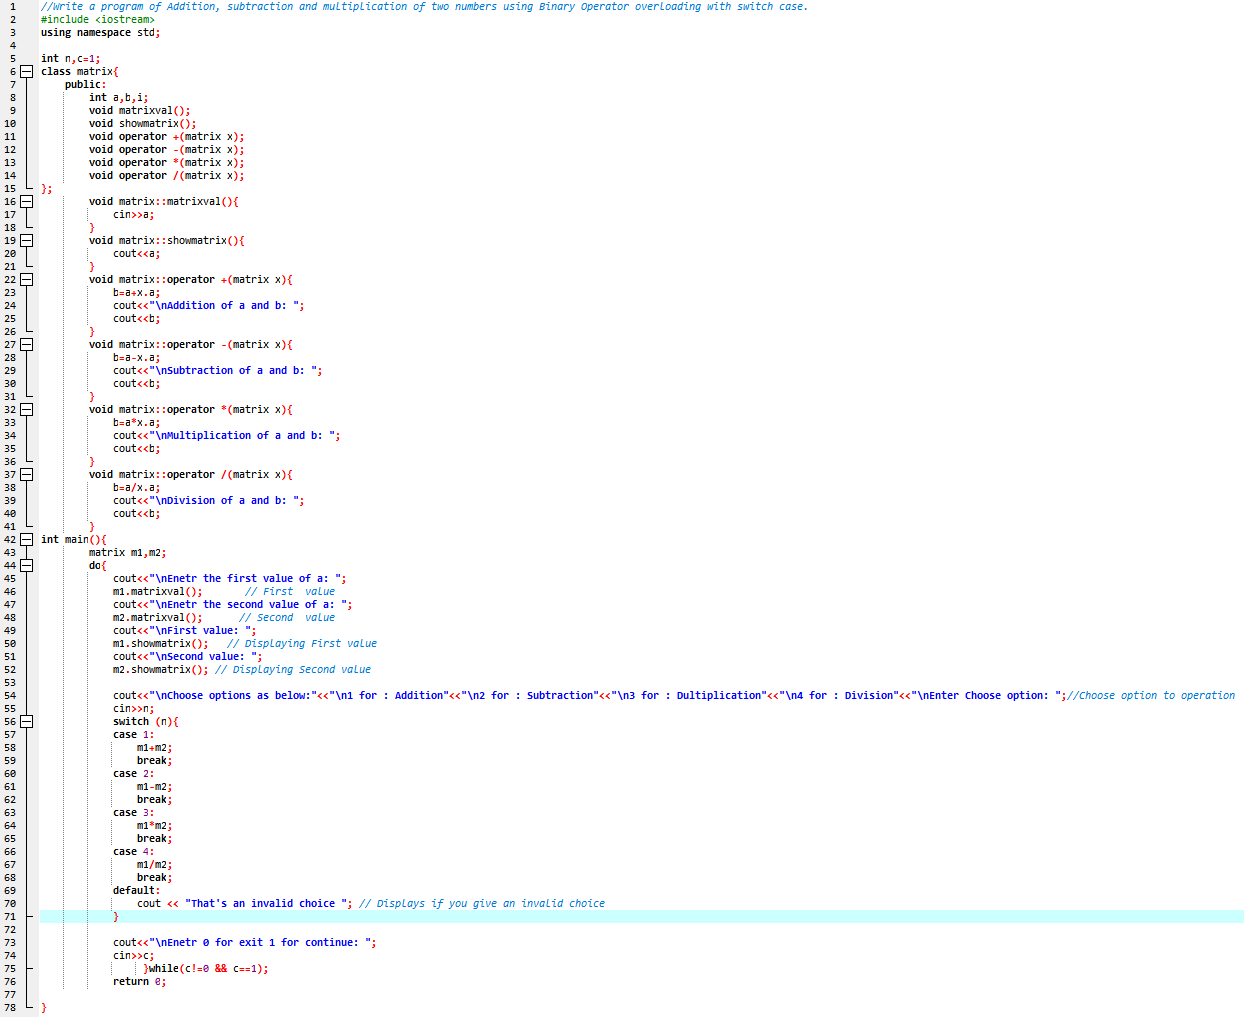 1 //Write a program of Addition, subtraction and multiplication of two numbers using Binary Operator overloading with switch case.
2 #include <iostream>
3 using namespace std;
4
5 int n,c=1;
6 class matrix{
7 public:
8 int a,b,i;
9 void matrixval();
10 void showmatrix();
11 void operator +(matrix x);
12 void operator -(matrix x);
13 void operator *(matrix x);
14 void operator /(matrix x);
15 };
16 void matrix::matrixval(){
17 cin>>a;
18 }
19 void matrix::showmatrix(){
20 cout<<a;
21 }
22 void matrix::operator +(matrix x){
23 b=a+x.a;
24 cout<<"\nAddition of a and b: ";
25 cout<<b;
26 }
27 void matrix::operator -(matrix x){
28 b=a-x.a;
29 cout<<"\nSubtraction of a and b: ";
30 cout<<b;
31 }
32 void matrix::operator *(matrix x){
33 b=a*x.a;
34 cout<<"\nMultiplication of a and b: ";
35 cout<<b;
36 }
37 void matrix::operator /(matrix x){
38 b=a/x.a;
39 cout<<"\nDivision of a and b: ";
40 cout<<b;
41 }
42 int main(){
43 matrix m1,m2;
44 do{
45 cout<<"\nEnetr the first value of a: ";
46 m1.matrixval(); // First value
47 cout<<"\nEnetr the second value of a: ";
48 m2.matrixval(); // Second value
49 cout<<"\nFirst value: ";
50 m1.showmatrix(); // Displaying First value
51 cout<<"\nSecond value: ";
52 m2.showmatrix(); // Displaying Second value
53
54 cout<<"\nChoose options as below:"<<"\n1 for : Addition"<<"\n2 for : Subtraction"<<"\n3 for : Dultiplication"<<"\n4 for : Division"<<"\nEnter Choose option: ";//Choose option to operation
55 cin>>n;
56 switch (n){
57 case 1:
58 m1+m2;
59 break;
60 case 2:
61 m1-m2;
62 break;
63 case 3:
64 m1*m2;
65 break;
66 case 4:
67 m1/m2;
68 break;
69 default:
70 cout << "That's an invalid choice "; // Displays if you give an invalid choice
71 }
72
73 cout<<"\nEnetr 0 for exit 1 for continue: ";
74 cin>>c;
75 }while(c!=0 && c==1);
76 return 0;
77
78 }